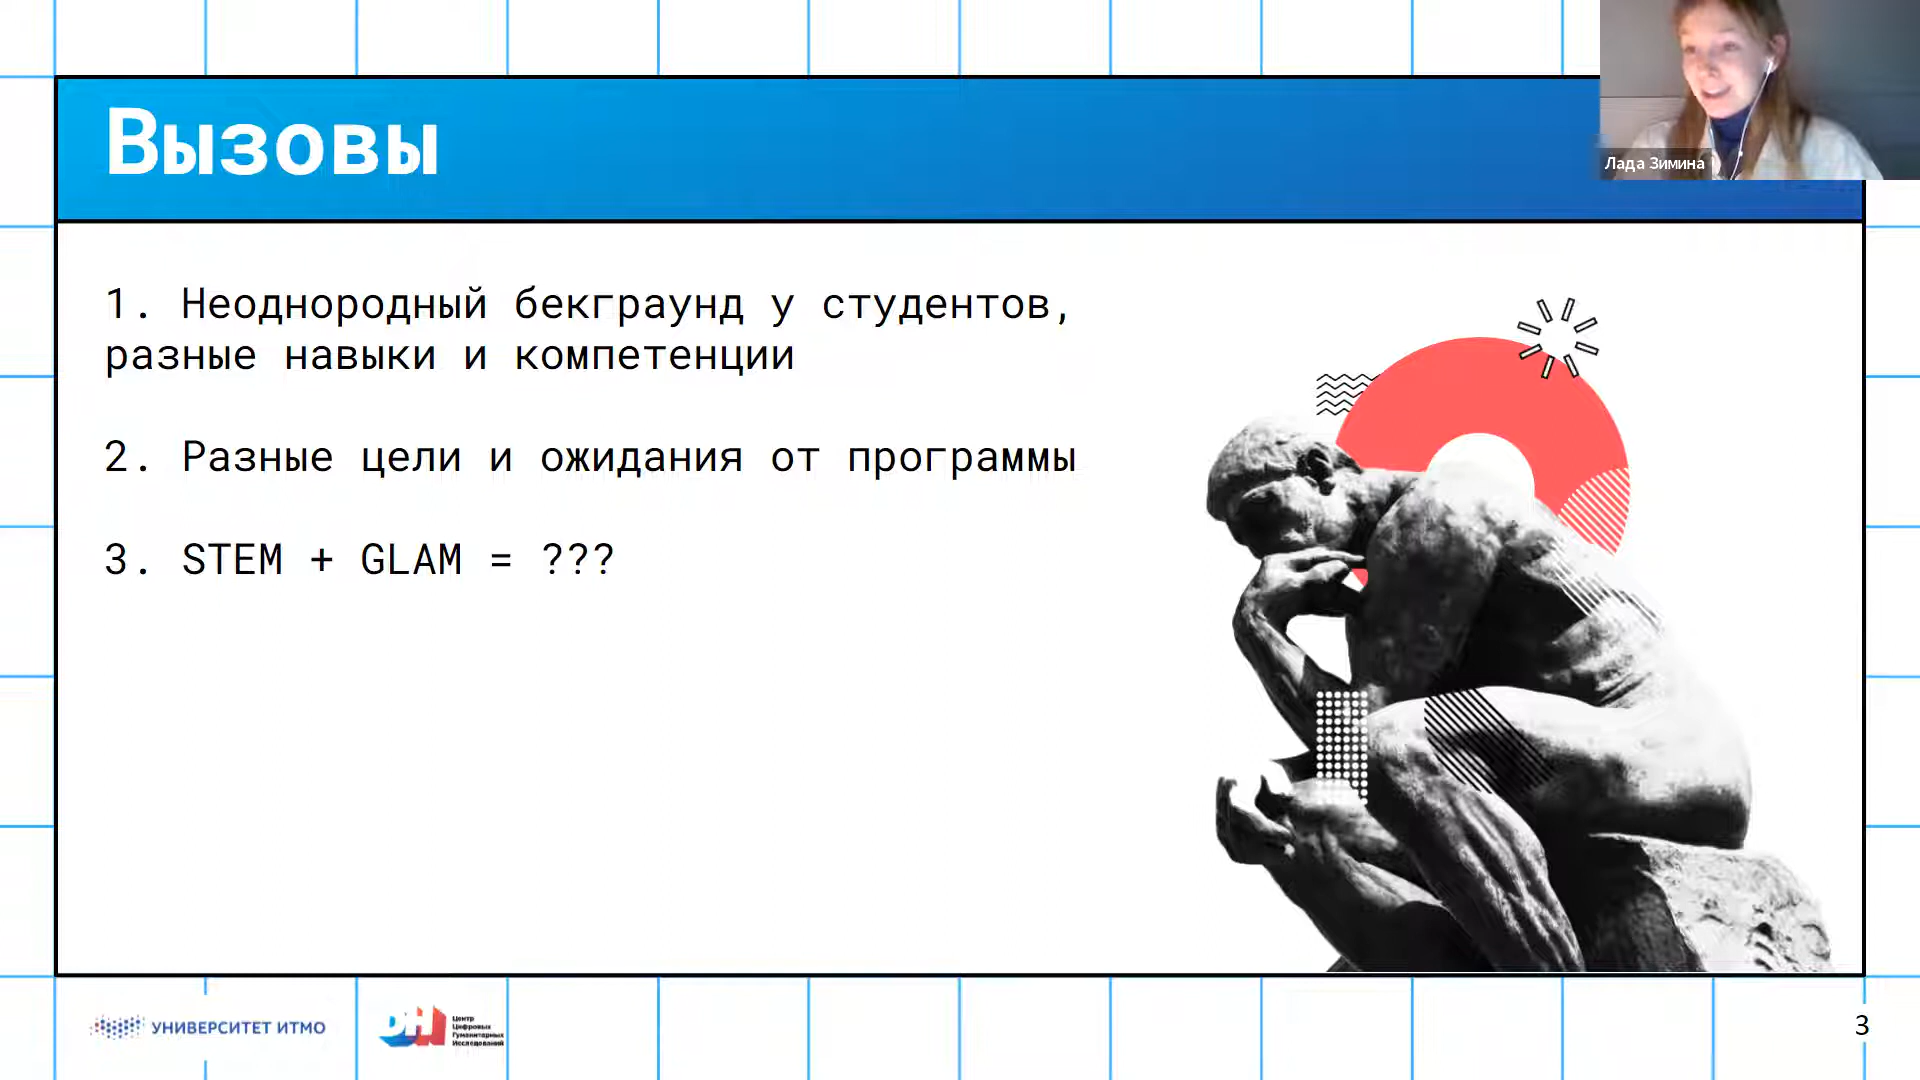 Вызовы
Лада Зимина
1. Неоднородный бекграунд у студентов,
разные навыки и компетенции
2. Разные цели и ожидания от программы
3. STEM + GLAM = ???
УНИВЕРСИТЕТ ИТМО
DH
Центр
Цифровых
Гуманитарных
Исследований
3